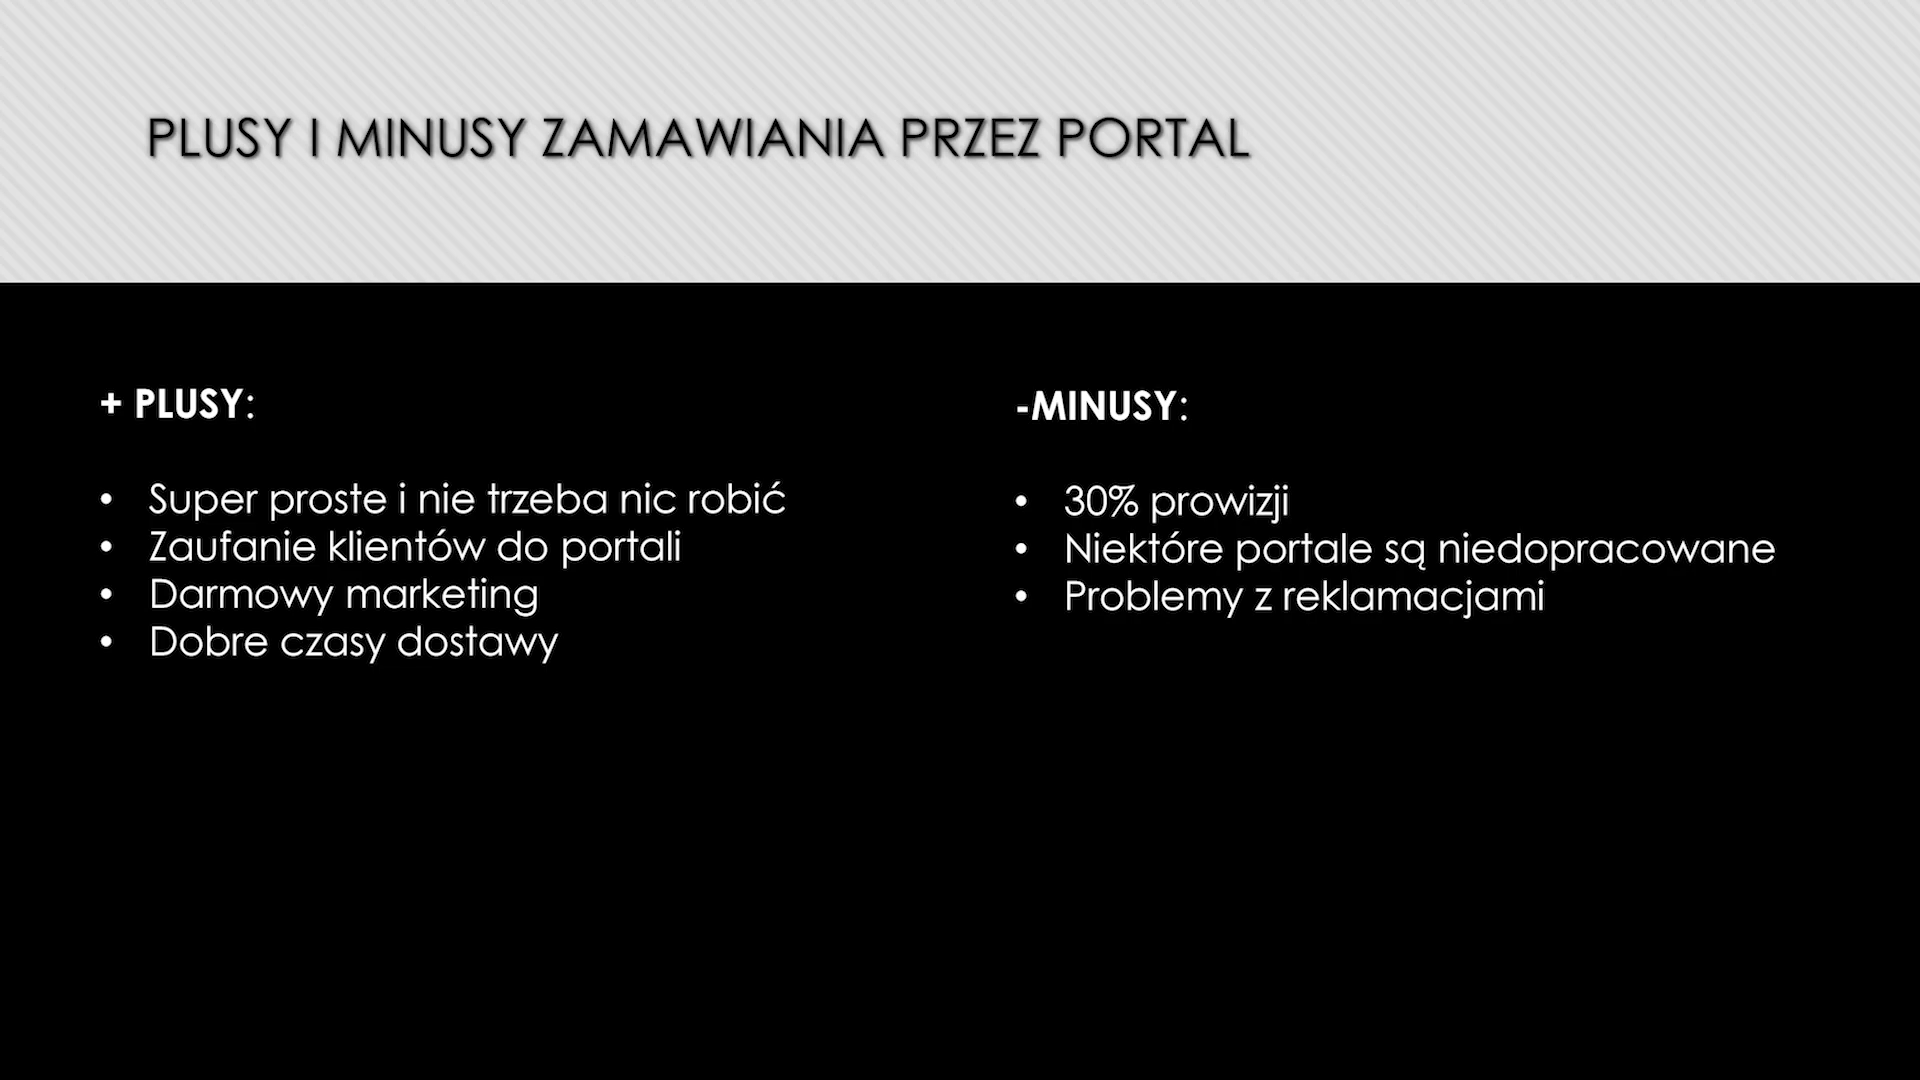 PLUSY I MINUSY ZAMAWIANIA PRZEZ PORTAL
+ PLUSY:
• Super proste i nie trzeba nic robić
• Zaufanie klientów do portali
• Darmowy marketing
• Dobre czasy dostawy
-MINUSY:
• 30% prowizji
• Niektóre portale są niedopracowane
• Problemy z reklamacjami